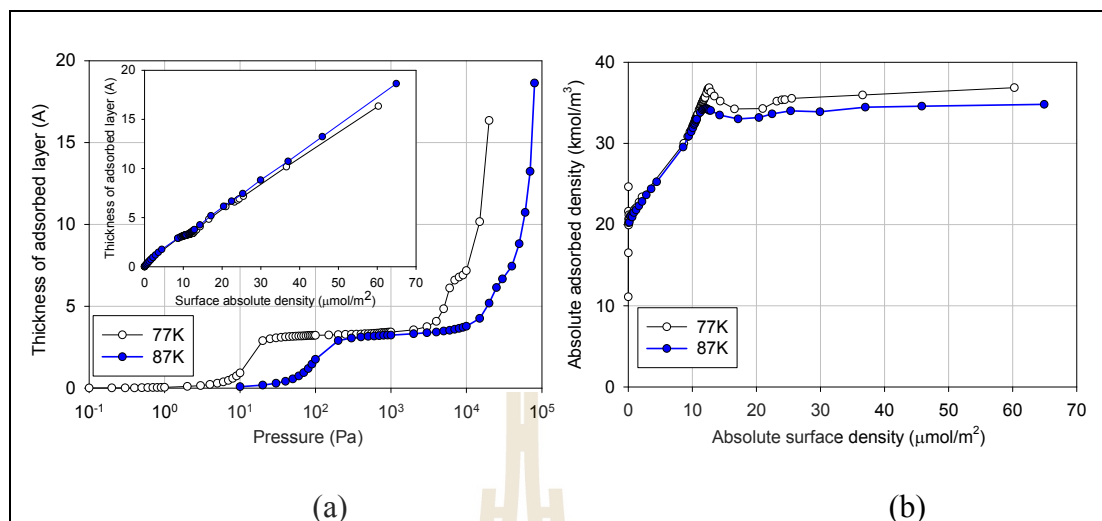 20
15
10
5
0
Thickness of adsorbed layer (A)
20
15
10
5
0
Thickness of adsorbed layer (A)
0 10 20 30 40 50 60 70
Surface absolute density (μmol/m²)
77K
87K
10⁻¹ 10⁰ 10¹ 10² 10³ 10⁴ 10⁵
Pressure (Pa)
(a)
40
30
20
10
0
Absolute adsorbed density (kmol/m³)
77K
87K
0 10 20 30 40 50 60 70
Absolute surface density (μmol/m²)
(b)